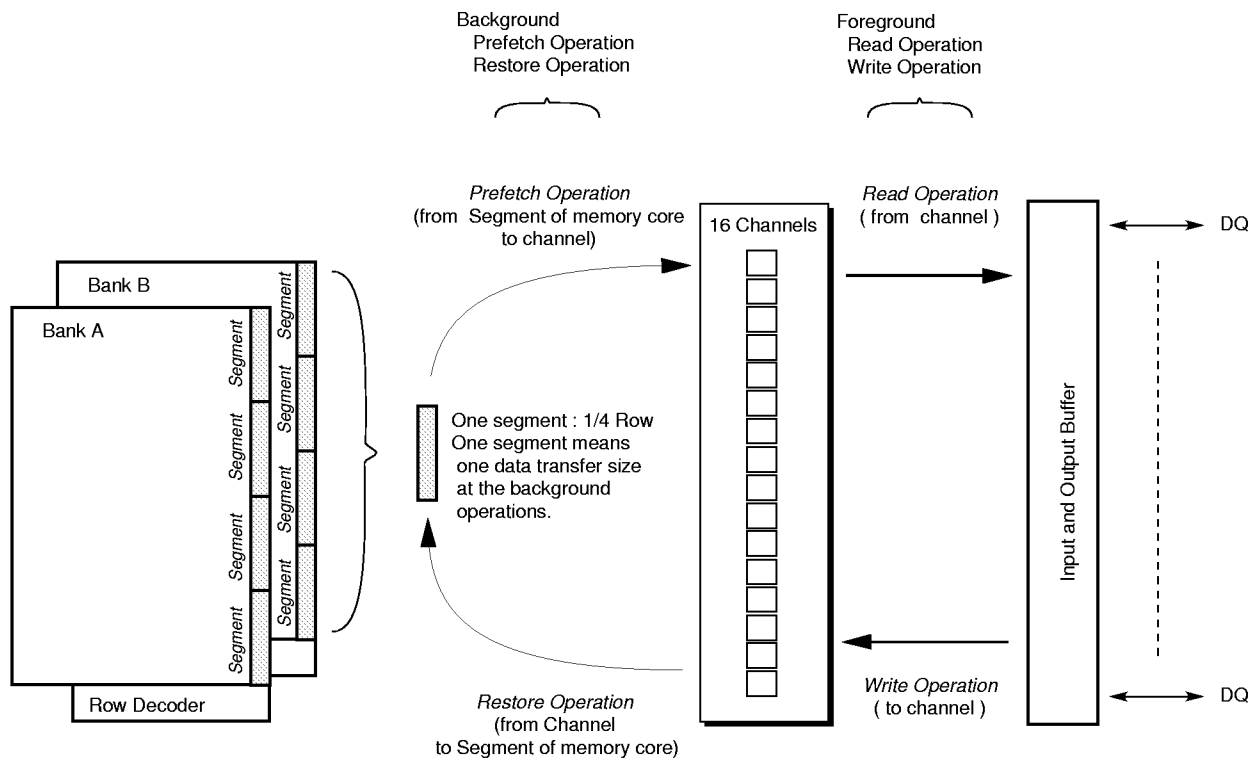 Background
Prefetch Operation
Restore Operation
Foreground
Read Operation
Write Operation
Prefetch Operation
(from Segment of memory core
to channel)
Read Operation
( from channel )
16 Channels
DQ
Bank B
Bank A
Segment
Segment
Segment
Segment
Segment
Segment
Segment
Segment
One segment : 1/4 Row
One segment means
one data transfer size
at the background
operations.
Input and Output Buffer
Row Decoder
Restore Operation
(from Channel
to Segment of memory core)
Write Operation
( to channel )
DQ